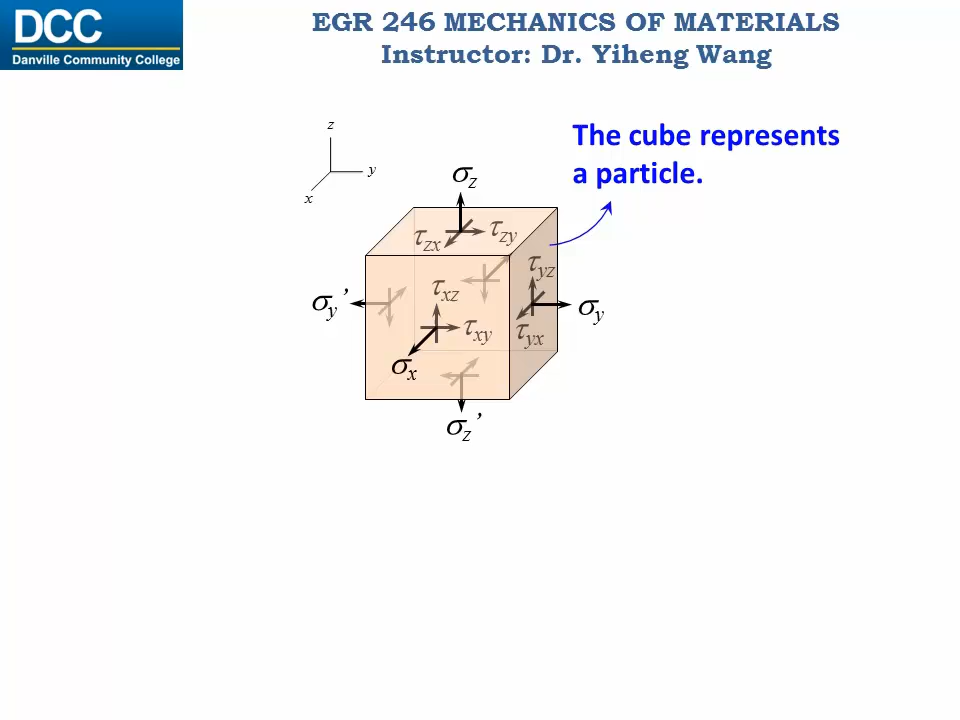 DCC
Danville Community College
EGR 246 MECHANICS OF MATERIALS
Instructor: Dr. Yiheng Wang
The cube represents
a particle.
z
y
x
σz
τzx
τzy
τyz
τxz
σy’
σy
τxy
τyx
σx
σz’